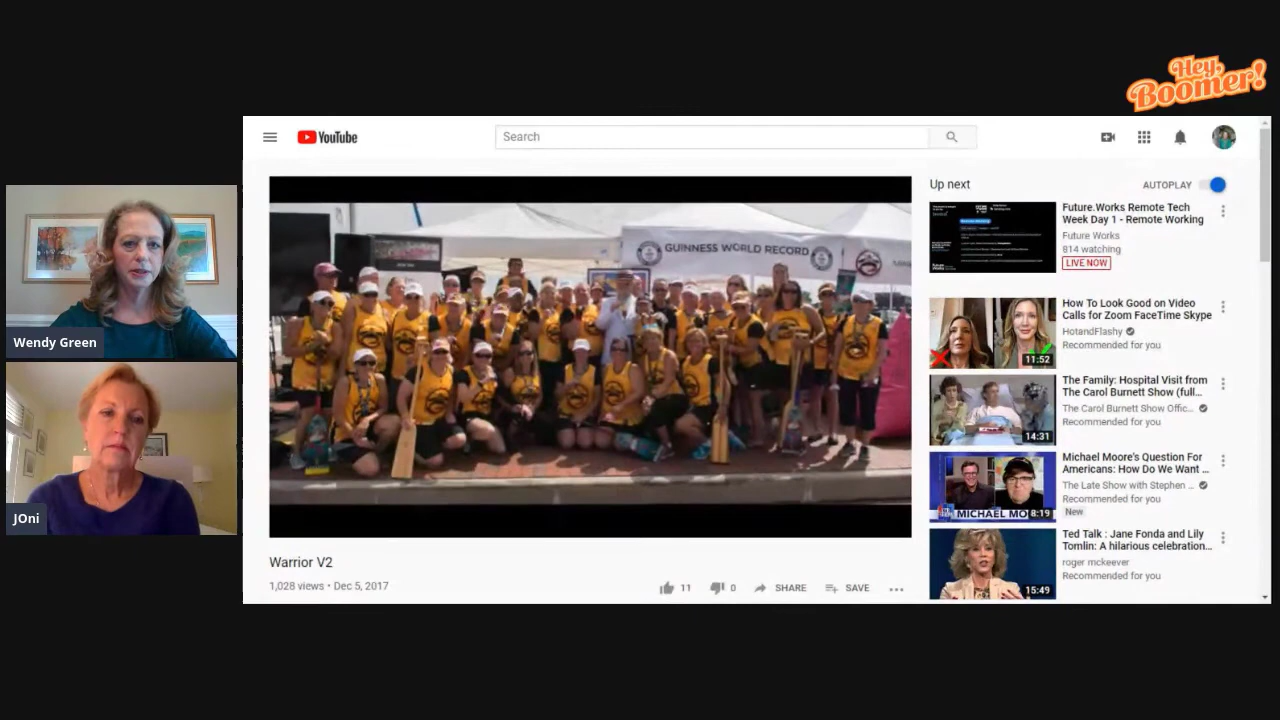 Hey,
Boomer!
YouTube
Search
Wendy Green
JOni
GUINNESS WORLD RECORD
Warrior V2
1,028 views • Dec 5, 2017
11
0
SHARE
SAVE
Up next
AUTOPLAY
Future.Works Remote Tech
Week Day 1 - Remote Working
Future Works
814 watching
LIVE NOW
How To Look Good on Video
Calls for Zoom FaceTime Skype
HotandFlashy
Recommended for you
11:52
The Family: Hospital Visit from
The Carol Burnett Show (full...
The Carol Burnett Show Offic...
Recommended for you
14:31
Michael Moore's Question For
Americans: How Do We Want ...
The Late Show with Stephen ...
Recommended for you
New
MICHAEL MO
8:19
Ted Talk : Jane Fonda and Lily
Tomlin: A hilarious celebration...
roger mckeever
Recommended for you
15:49